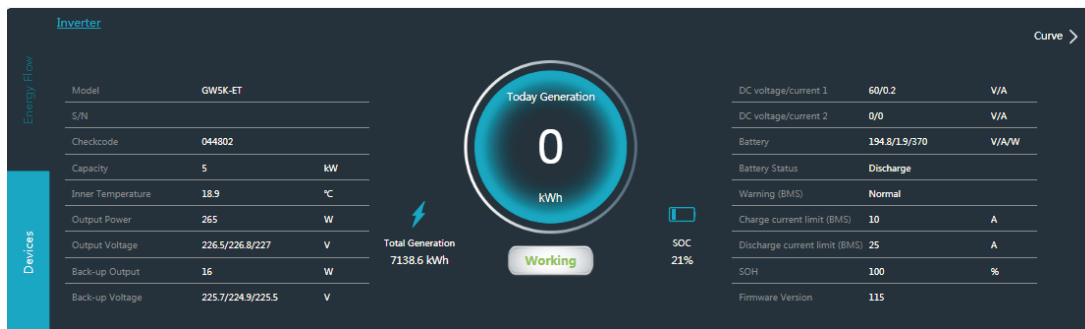 Inverter
Curve >
Energy Flow
Devices
Model GW5K-ET
S/N
Checkcode 044802
Capacity 5 kW
Inner Temperature 18.9 ℃
Output Power 265 W
Output Voltage 226.5/226.8/227 V
Back-up Output 16 W
Back-up Voltage 225.7/224.9/225.5 V
Today Generation
0
kWh
Total Generation
7138.6 kWh
Working
SOC
21%
DC voltage/current 1 60/0.2 V/A
DC voltage/current 2 0/0 V/A
Battery 194.8/1.9/370 V/A/W
Battery Status Discharge
Warning (BMS) Normal
Charge current limit (BMS) 10 A
Discharge current limit (BMS) 25 A
SOH 100 %
Firmware Version 115